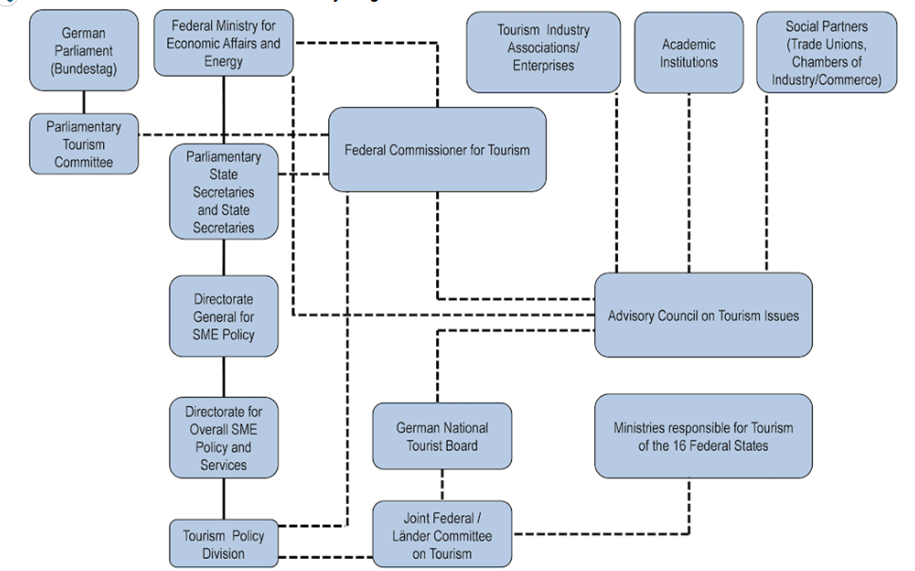 German
Parliament
(Bundestag)
Federal Ministry for
Economic Affairs and
Energy
Tourism Industry
Associations/
Enterprises
Academic
Institutions
Social Partners
(Trade Unions,
Chambers of
Industry/Commerce)
Parliamentary
Tourism
Committee
Federal Commissioner for Tourism
Parliamentary
State
Secretaries
and State
Secretaries
Directorate
General for
SME Policy
Advisory Council on Tourism Issues
Directorate for
Overall SME
Policy and
Services
German National
Tourist Board
Ministries responsible for Tourism
of the 16 Federal States
Tourism Policy
Division
Joint Federal /
Länder Committee
on Tourism